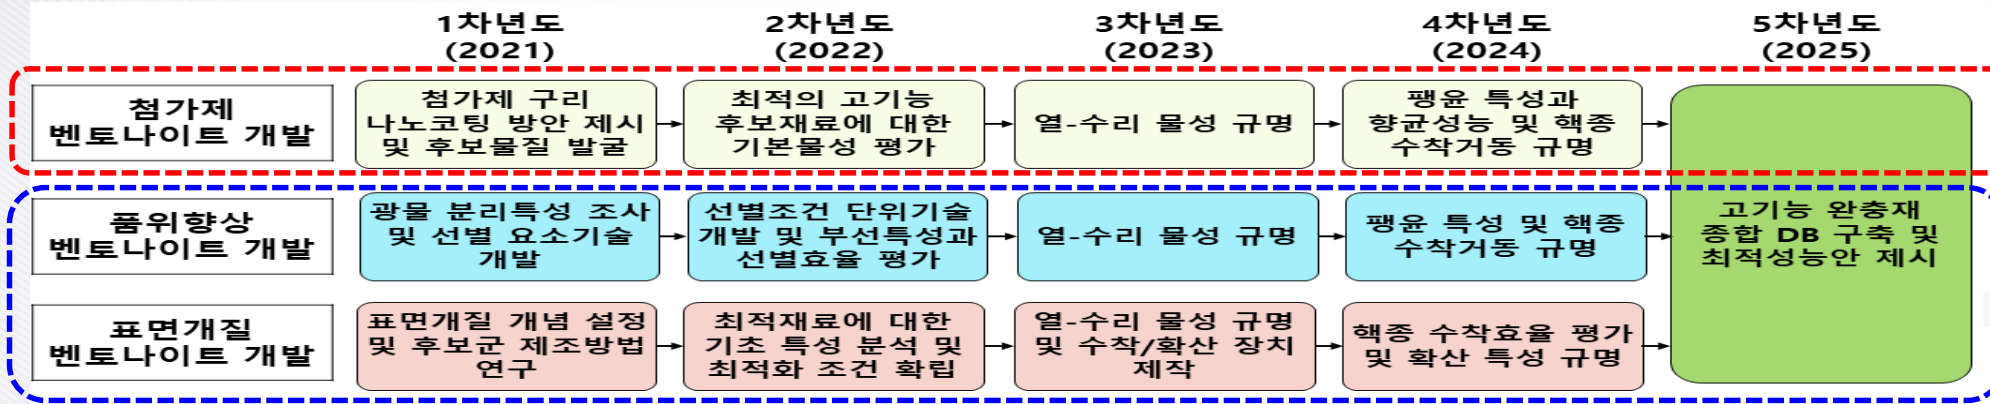 1차년도
(2021)
2차년도
(2022)
3차년도
(2023)
4차년도
(2024)
5차년도
(2025)
첨가제
벤토나이트 개발
첨가제 구리
나노코팅 방안 제시
및 후보물질 발굴
최적의 고기능
후보재료에 대한
기본물성 평가
열-수리 물성 규명
팽윤 특성과
향균성능 및 핵종
수착거동 규명
품위향상
벤토나이트 개발
광물 분리특성 조사
및 선별 요소기술
개발
선별조건 단위기술
개발 및 부선특성과
선별효율 평가
열-수리 물성 규명
팽윤 특성 및 핵종
수착거동 규명
고기능 완충재
종합 DB 구축 및
최적성능안 제시
표면개질
벤토나이트 개발
표면개질 개념 설정
및 후보군 제조방법
연구
최적재료에 대한
기초 특성 분석 및
최적화 조건 확립
열-수리 물성 규명
및 수착/확산 장치
제작
핵종 수착효율 평가
및 확산 특성 규명